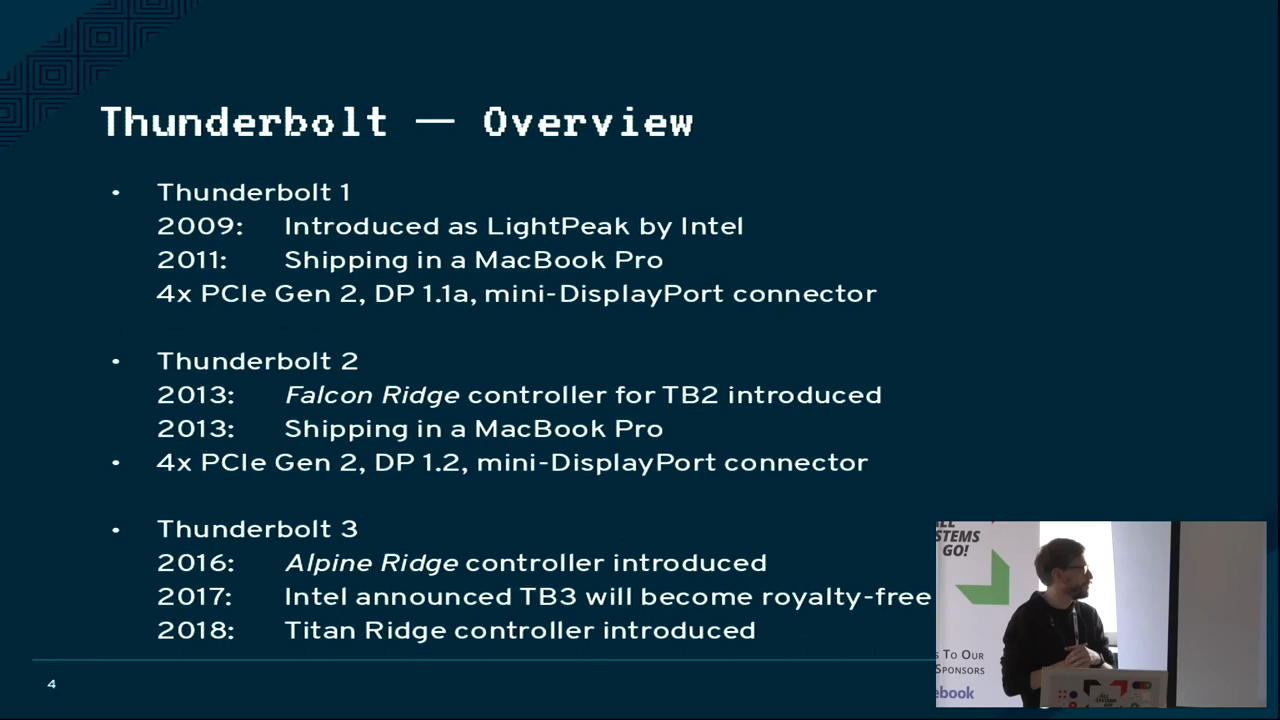 Thunderbolt — Overview
• Thunderbolt 1
2009: Introduced as LightPeak by Intel
2011: Shipping in a MacBook Pro
4x PCIe Gen 2, DP 1.1a, mini-DisplayPort connector
• Thunderbolt 2
2013: Falcon Ridge controller for TB2 introduced
2013: Shipping in a MacBook Pro
• 4x PCIe Gen 2, DP 1.2, mini-DisplayPort connector
• Thunderbolt 3
2016: Alpine Ridge controller introduced
2017: Intel announced TB3 will become royalty-free
2018: Titan Ridge controller introduced
4
LL
STEMS
GO!
s To Our
Sponsors
ebook